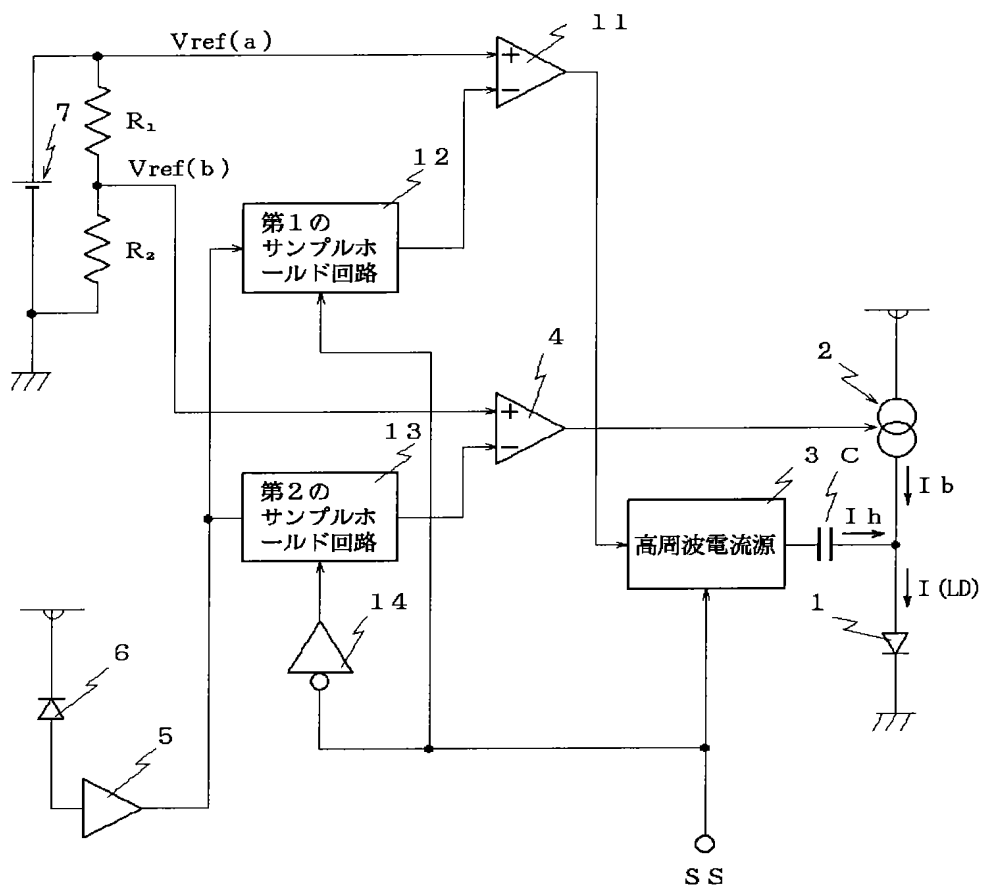 11
Vref(a)
7
R₁
Vref(b)
12
第1の
サンプルホ
ールド回路
R₂
4
2
13
第2の
サンプルホ
ールド回路
3
C
Ib
Ih
高周波電流源
14
1
I(LD)
6
5
SS